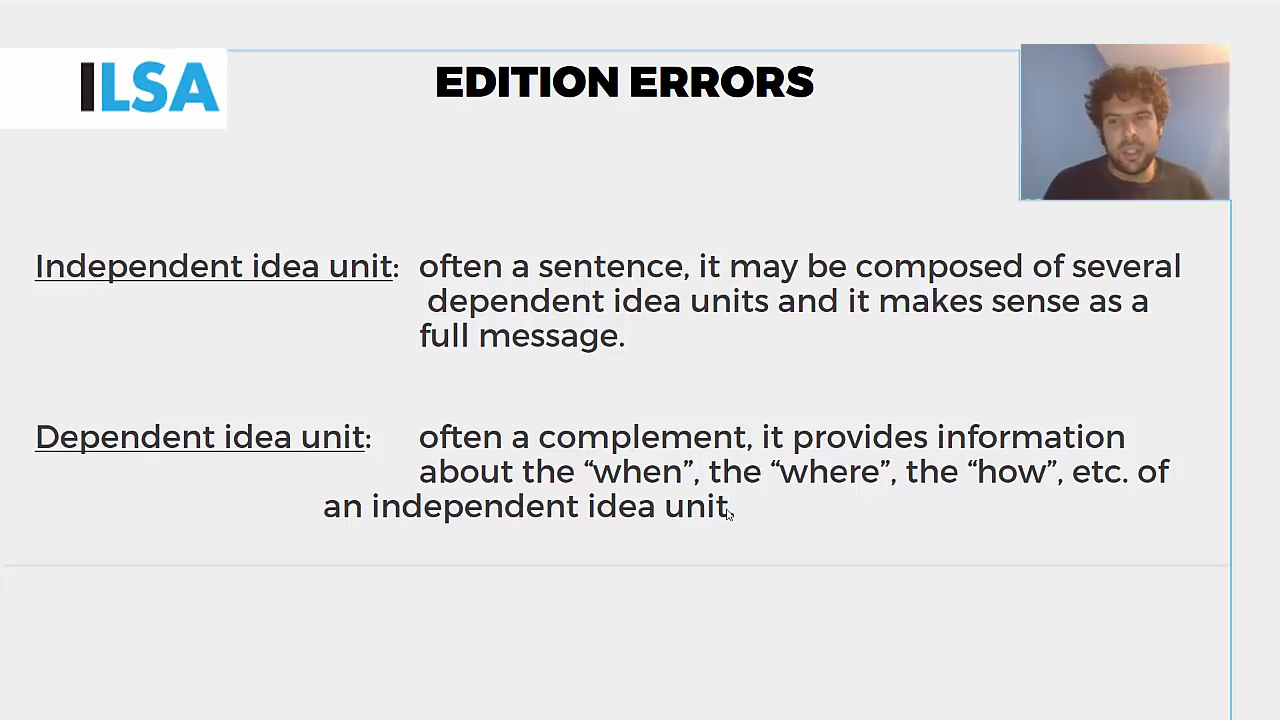 ILSA
EDITION ERRORS
Independent idea unit: often a sentence, it may be composed of several
dependent idea units and it makes sense as a
full message.
Dependent idea unit: often a complement, it provides information
about the “when”, the “where”, the “how”, etc. of
an independent idea unit.